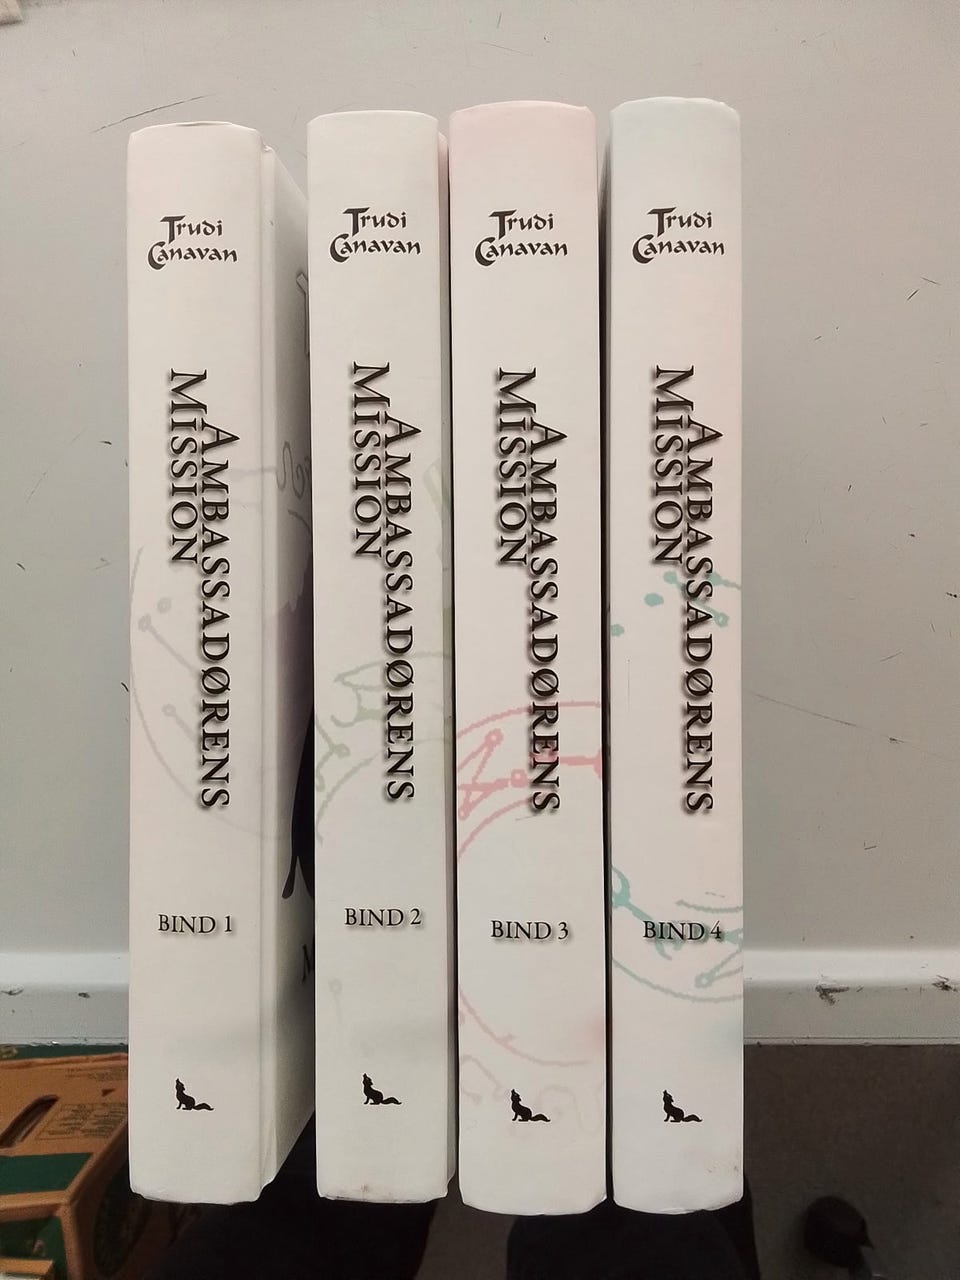 Trudi
Canavan
Ambassadørens
Mission
BIND 1
Trudi
Canavan
Ambassadørens
Mission
BIND 2
Trudi
Canavan
Ambassadørens
Mission
BIND 3
Trudi
Canavan
Ambassadørens
Mission
BIND 4